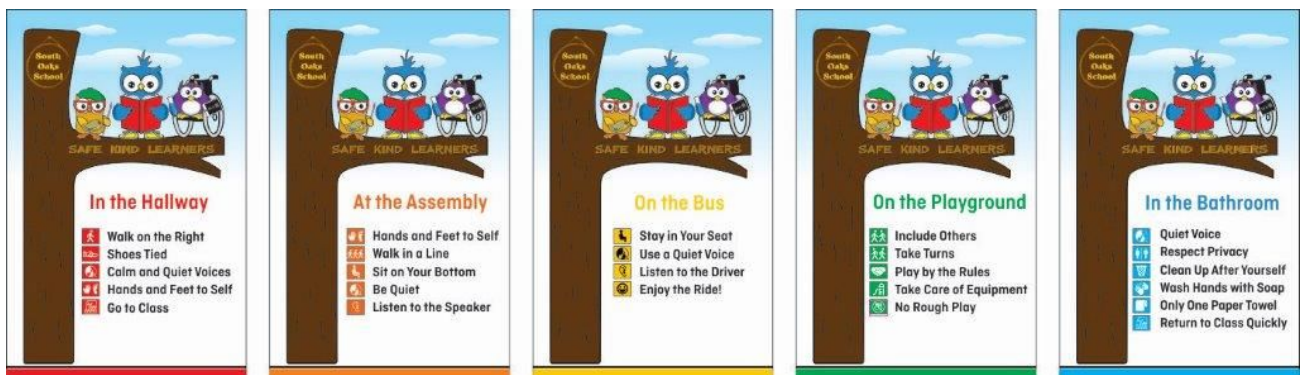 South
Oaks
School
SAFE KIND LEARNERS
In the Hallway
Walk on the Right
Shoes Tied
Calm and Quiet Voices
Hands and Feet to Self
Go to Class
South
Oaks
School
SAFE KIND LEARNERS
At the Assembly
Hands and Feet to Self
Walk in a Line
Sit on Your Bottom
Be Quiet
Listen to the Speaker
South
Oaks
School
SAFE KIND LEARNERS
On the Bus
Stay in Your Seat
Use a Quiet Voice
Listen to the Driver
Enjoy the Ride!
South
Oaks
School
SAFE KIND LEARNERS
On the Playground
Include Others
Take Turns
Play by the Rules
Take Care of Equipment
No Rough Play
South
Oaks
School
SAFE KIND LEARNERS
In the Bathroom
Quiet Voice
Respect Privacy
Clean Up After Yourself
Wash Hands with Soap
Only One Paper Towel
Return to Class Quickly